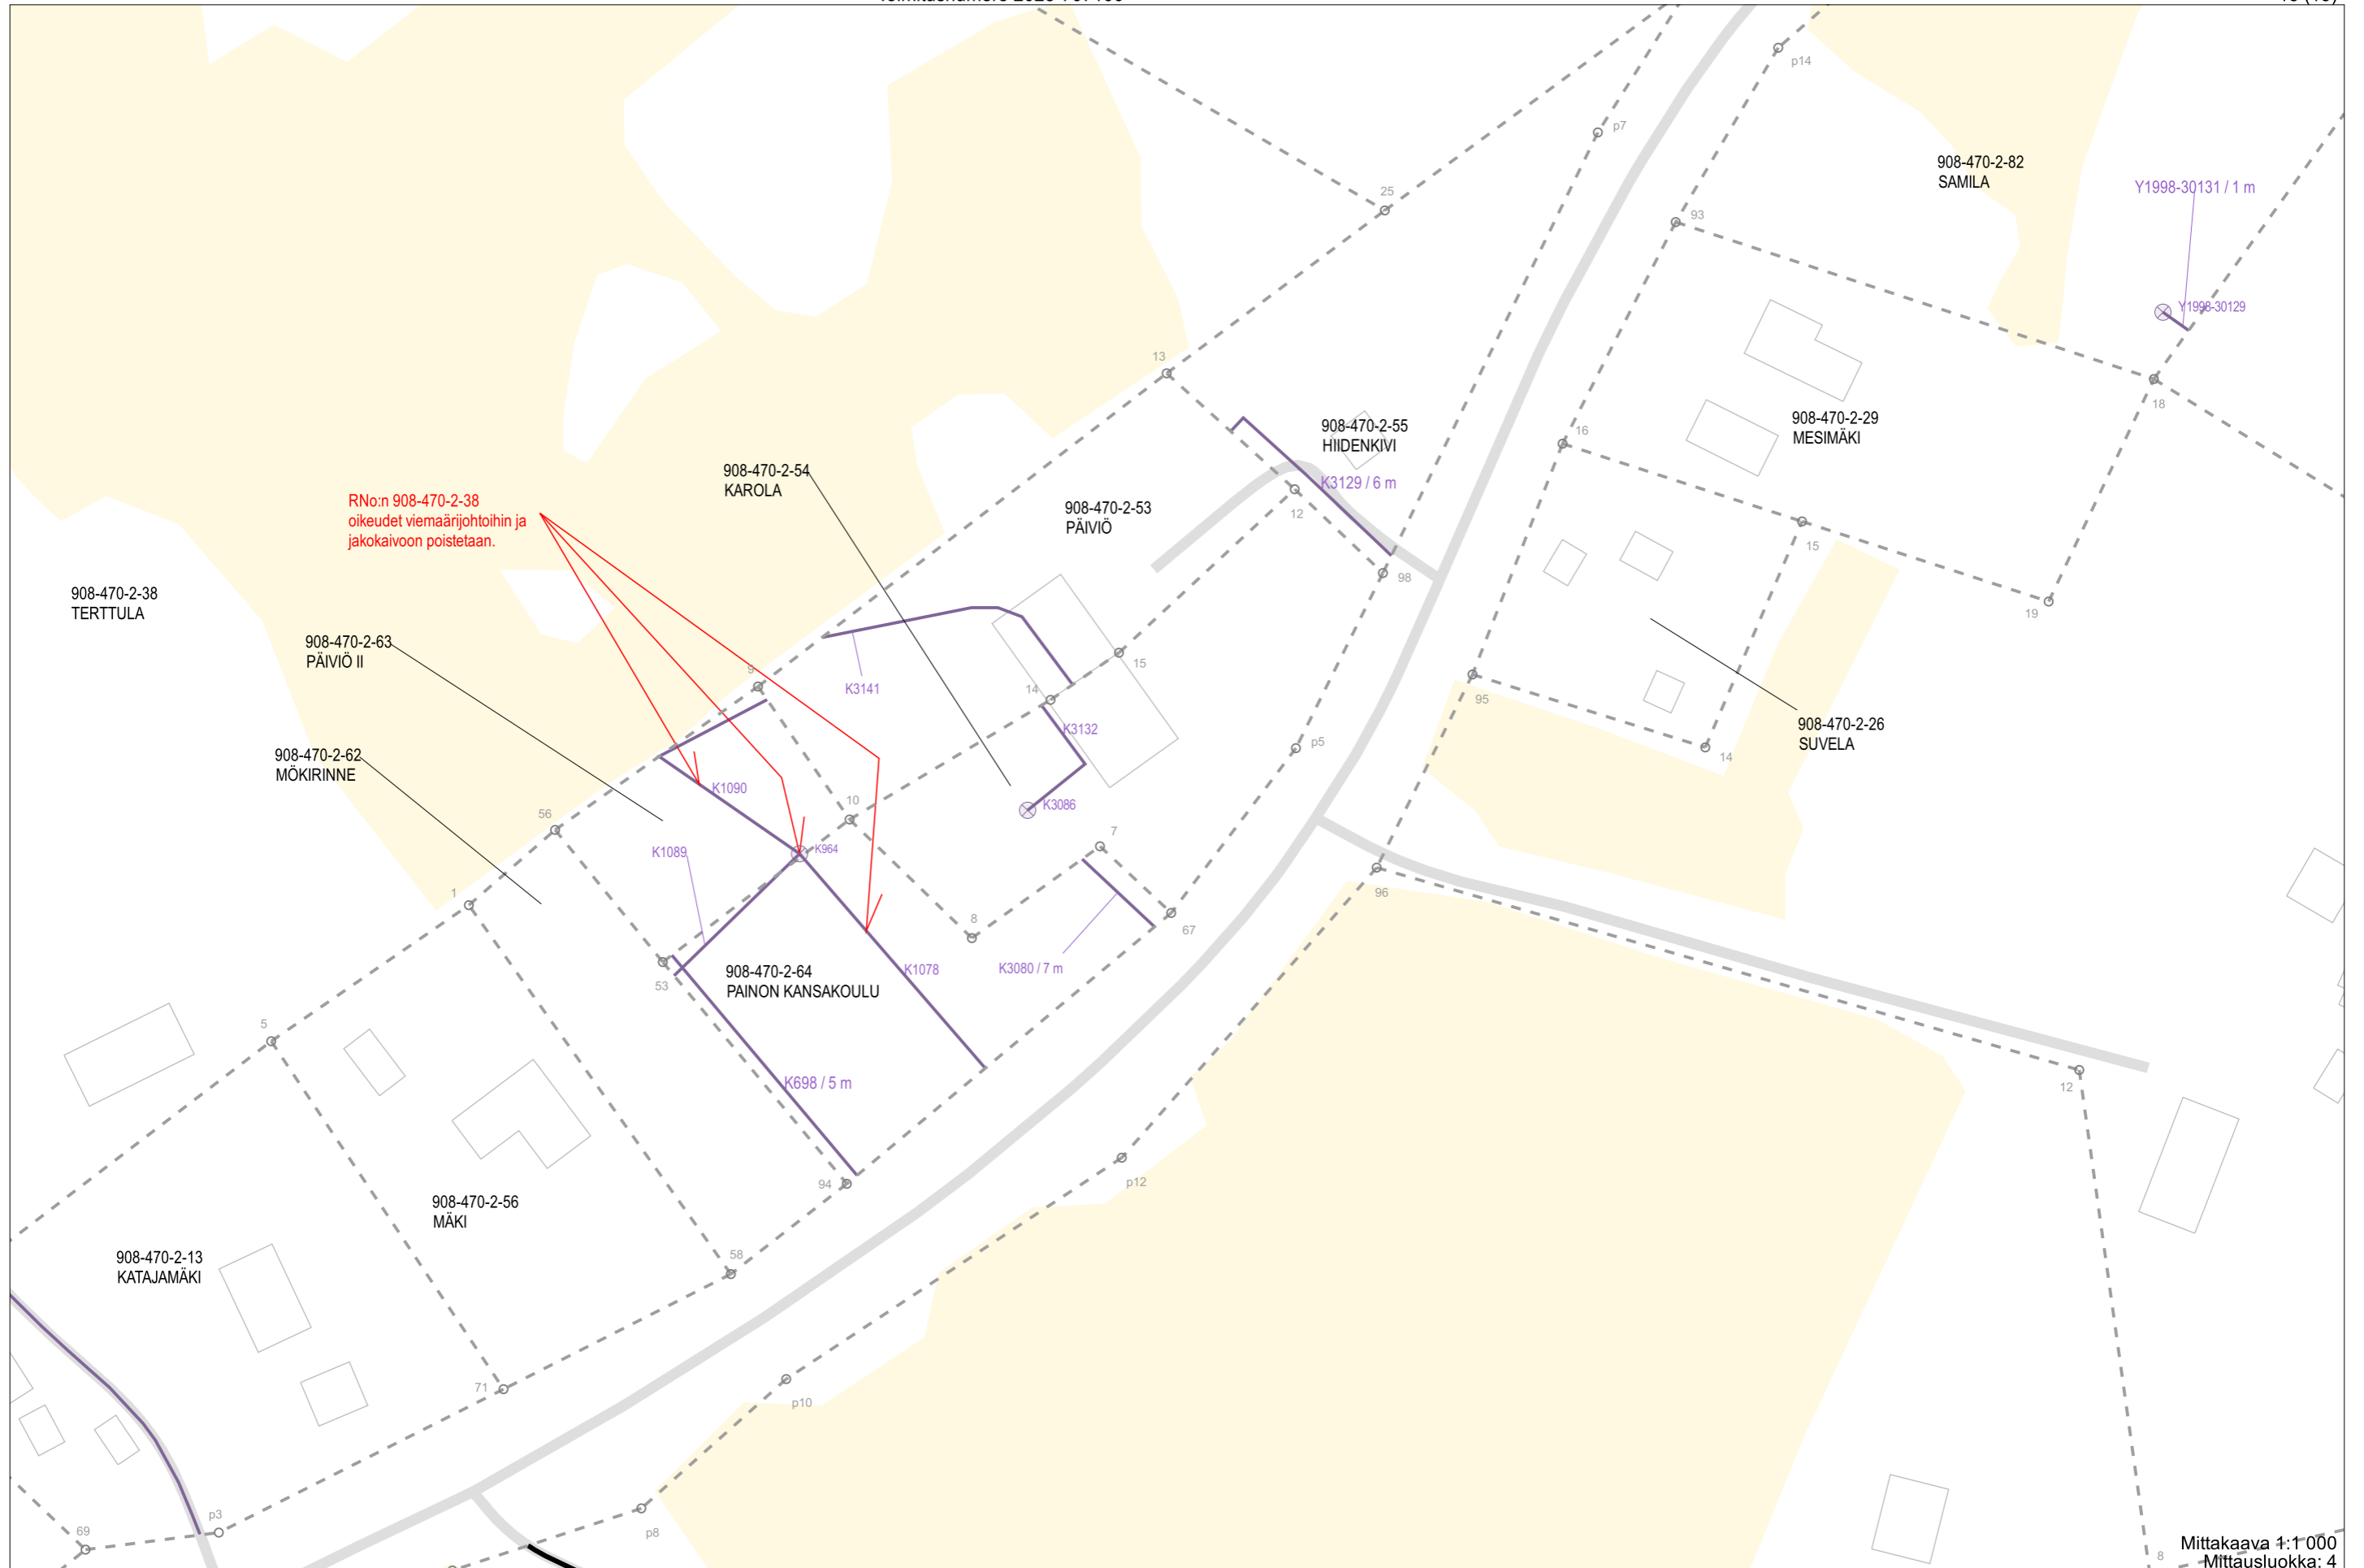 p14
p7
908-470-2-82
SAMILA
Y1998-30131 / 1 m
25
93
Y1998-30129
13
18
908-470-2-55
HIIDENKIVI
908-470-2-29
MESIMÄKI
16
908-470-2-54
KAROLA
K3129 / 6 m
RNo:n 908-470-2-38
oikeudet viemäärijohtoihin ja
jakokaivoon poistetaan.
908-470-2-53
PÄIVIÖ
12
15
98
908-470-2-38
TERTTULA
19
908-470-2-63
PÄIVIÖ II
15
9
K3141
14
95
K3132
908-470-2-26
SUVELA
p5
14
908-470-2-62
MÖKIRINNE
K1090
10
K3086
56
7
K1089
K964
1
96
8
67
908-470-2-64
PAINON KANSAKOULU
K1078
K3080 / 7 m
53
5
K698 / 5 m
12
p12
94
908-470-2-56
MÄKI
58
908-470-2-13
KATAJAMÄKI
71
p10
p3
69
p8
8
Mittakaava 1:1 000
Mittausluokka: 4